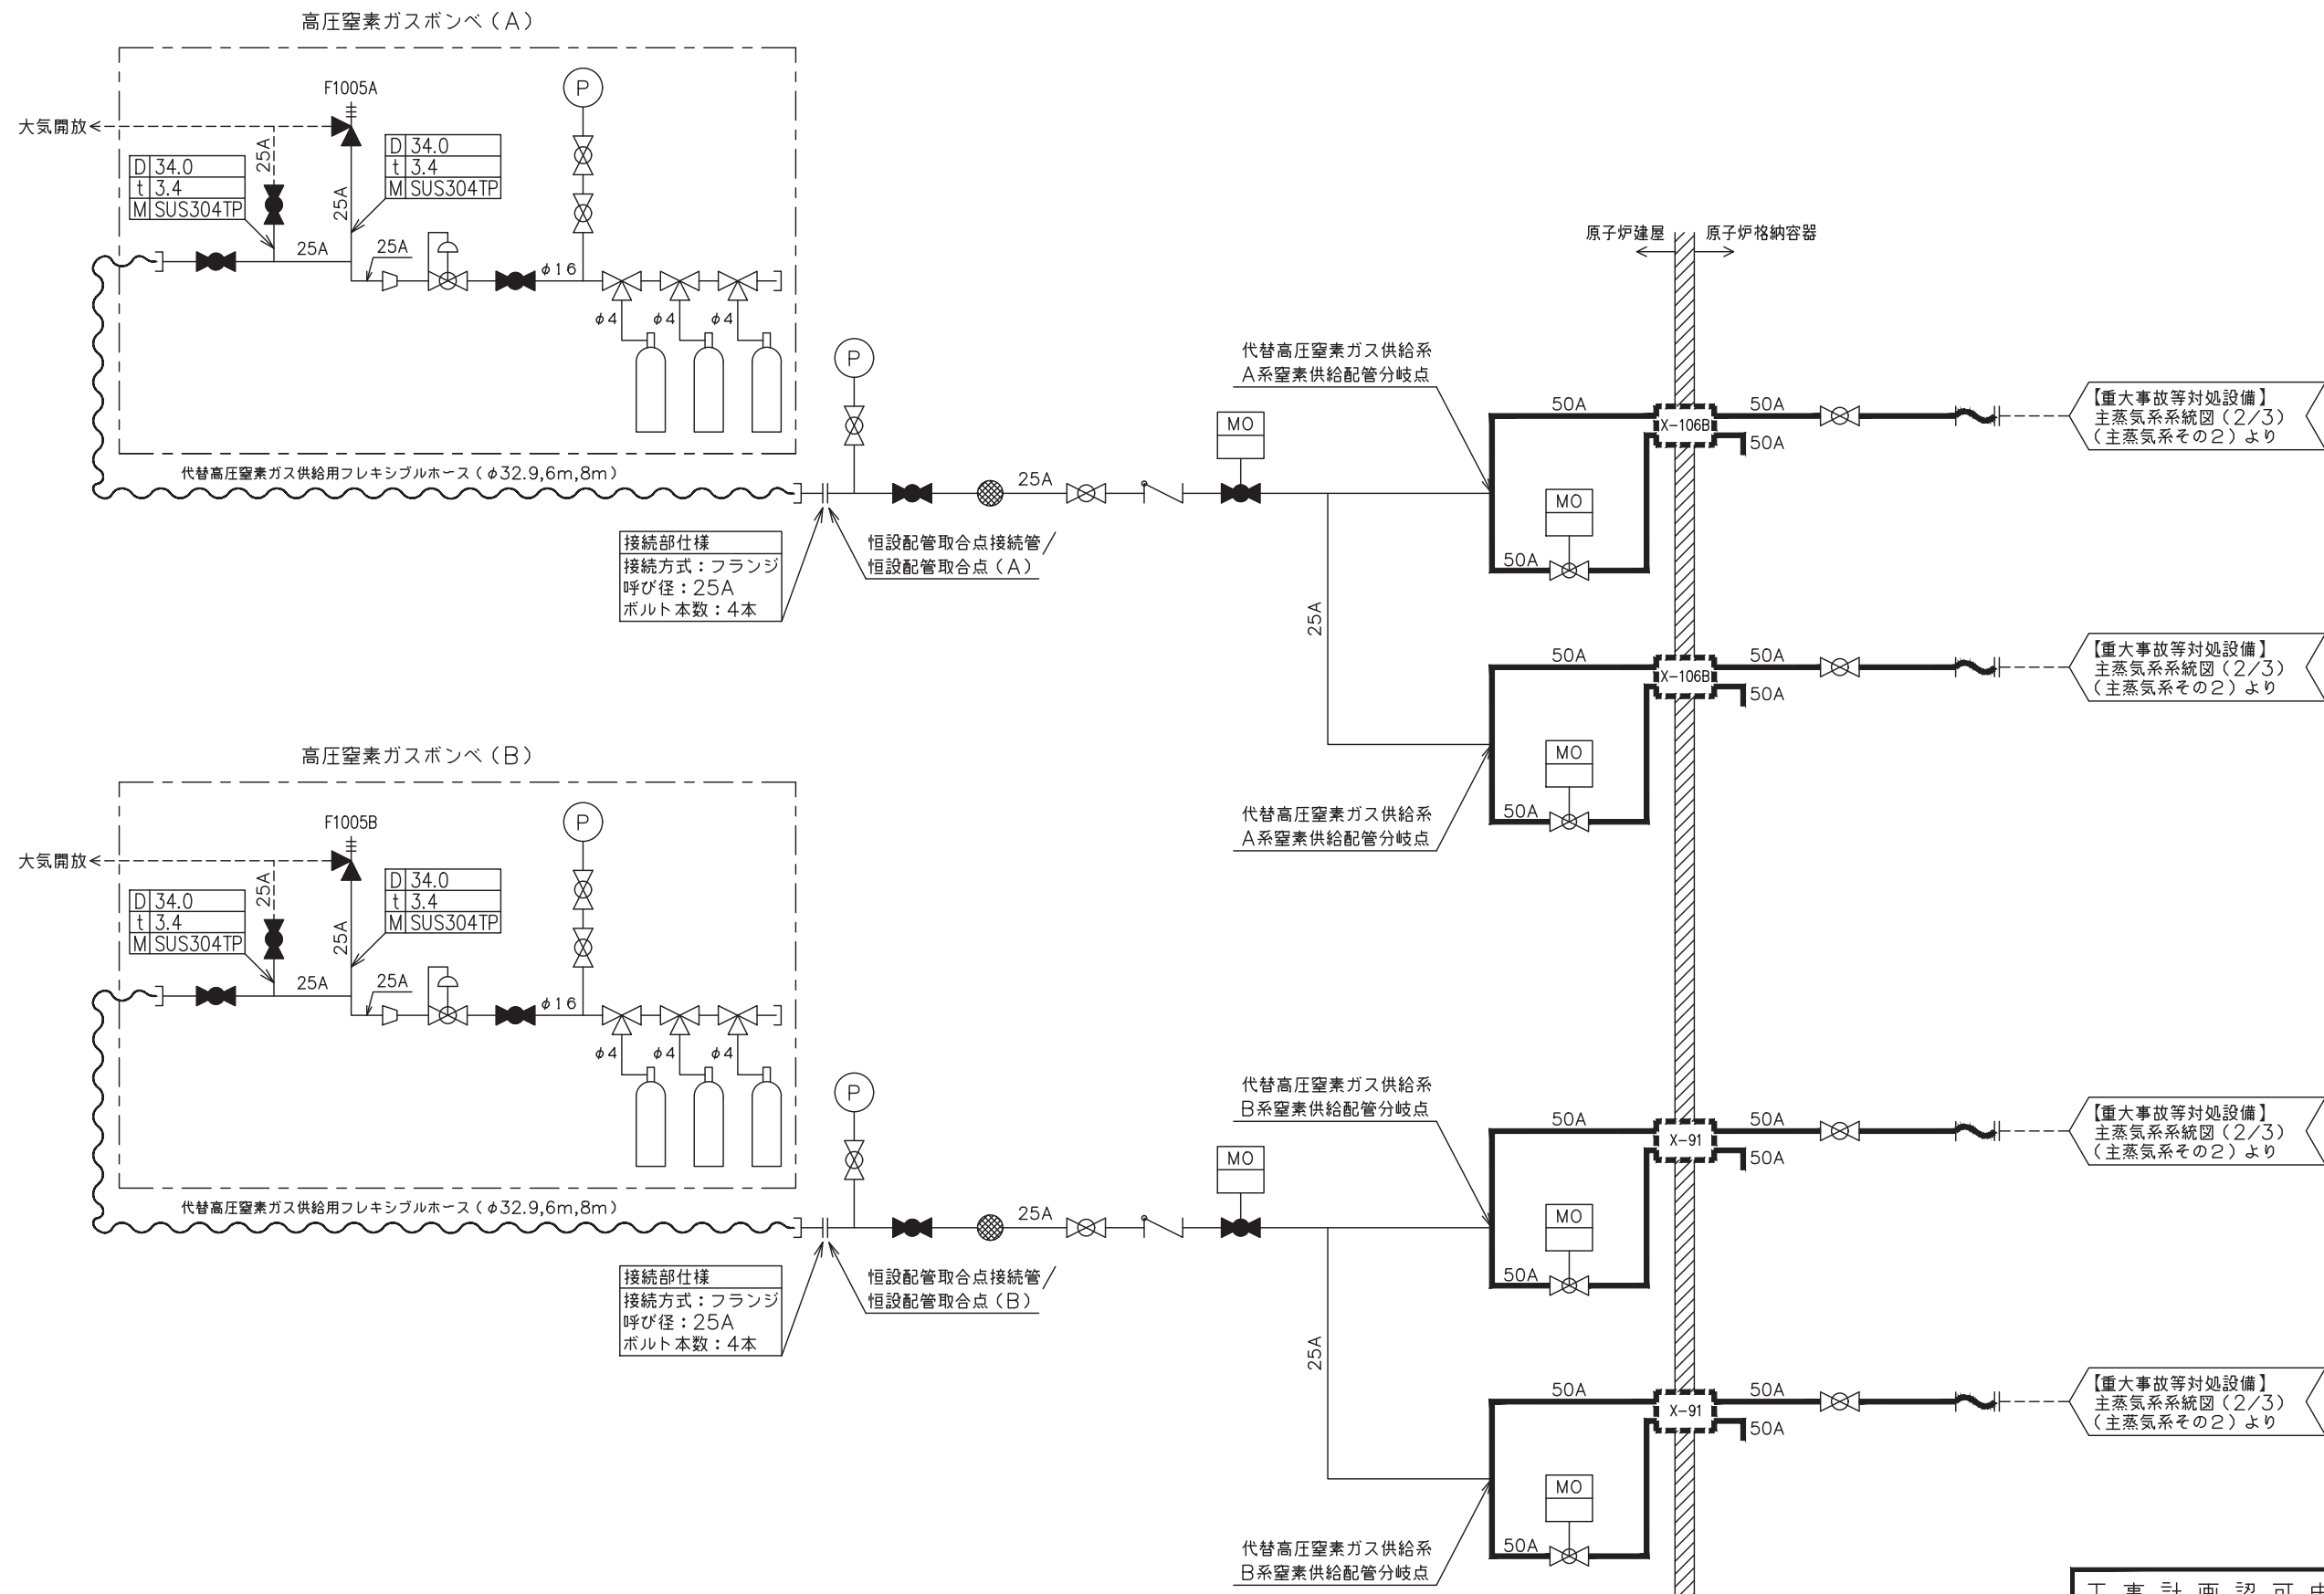 高圧窒素ガスボンベ（A）
F1005A
大気開放
D 34.0
t 3.4
M SUS304TP
25A
25A
D 34.0
t 3.4
M SUS304TP
P
25A
25A
φ16
φ4
φ4
φ4
代替高圧窒素ガス供給用フレキシブルホース（φ32.9,6m,8m）
P
接続部仕様
接続方式：フランジ
呼び径：25A
ボルト本数：4本
恒設配管取合点接続管／
恒設配管取合点（A）
25A
MO
25A
原子炉建屋
原子炉格納容器
代替高圧窒素ガス供給系
A系窒素供給配管分岐点
50A
X-106B
50A
50A
MO
50A
【重大事故等対処設備】
主蒸気系系統図（2/3）
（主蒸気系その2）より
代替高圧窒素ガス供給系
A系窒素供給配管分岐点
50A
X-106B
50A
50A
MO
50A
【重大事故等対処設備】
主蒸気系系統図（2/3）
（主蒸気系その2）より
高圧窒素ガスボンベ（B）
F1005B
大気開放
D 34.0
t 3.4
M SUS304TP
25A
25A
D 34.0
t 3.4
M SUS304TP
P
25A
25A
φ16
φ4
φ4
φ4
代替高圧窒素ガス供給用フレキシブルホース（φ32.9,6m,8m）
P
接続部仕様
接続方式：フランジ
呼び径：25A
ボルト本数：4本
恒設配管取合点接続管／
恒設配管取合点（B）
25A
MO
25A
代替高圧窒素ガス供給系
B系窒素供給配管分岐点
50A
X-91
50A
50A
MO
50A
【重大事故等対処設備】
主蒸気系系統図（2/3）
（主蒸気系その2）より
代替高圧窒素ガス供給系
B系窒素供給配管分岐点
50A
X-91
50A
50A
MO
50A
【重大事故等対処設備】
主蒸気系系統図（2/3）
（主蒸気系その2）より
工事計画認可